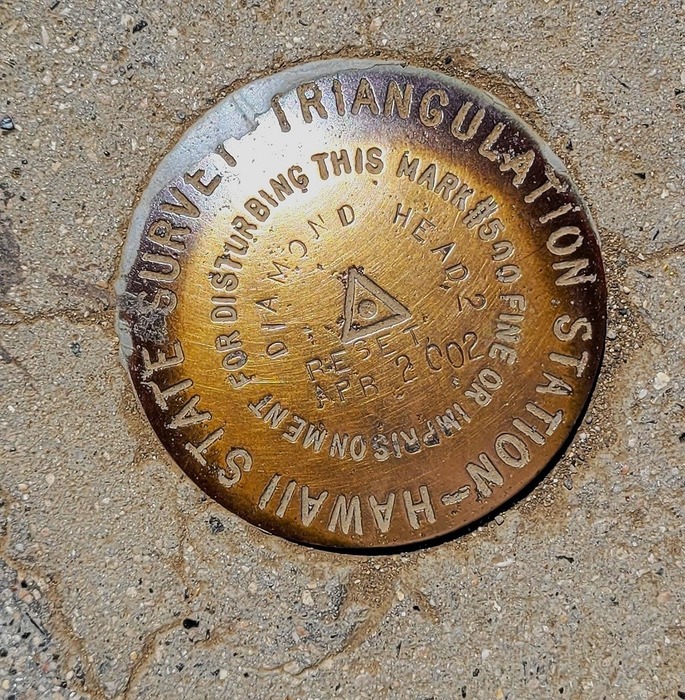 TRIANGULATION STATION-HAWAII STATE SURVEY
FOR DISTURBING THIS MARK $500 FINE OR IMPRISONMENT
DIAMOND HEAD 2
RESET
APR 2002